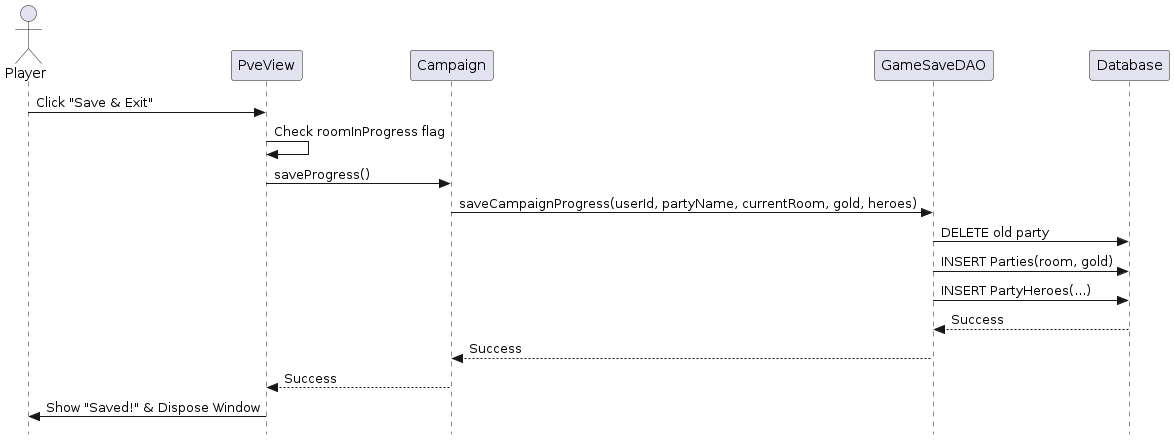 Player
PveView
Campaign
GameSaveDAO
Database
Click "Save & Exit"
Check roomInProgress flag
saveProgress()
saveCampaignProgress(userId, partyName, currentRoom, gold, heroes)
DELETE old party
INSERT Parties(room, gold)
INSERT PartyHeroes(...)
Success
Success
Success
Show "Saved!" & Dispose Window